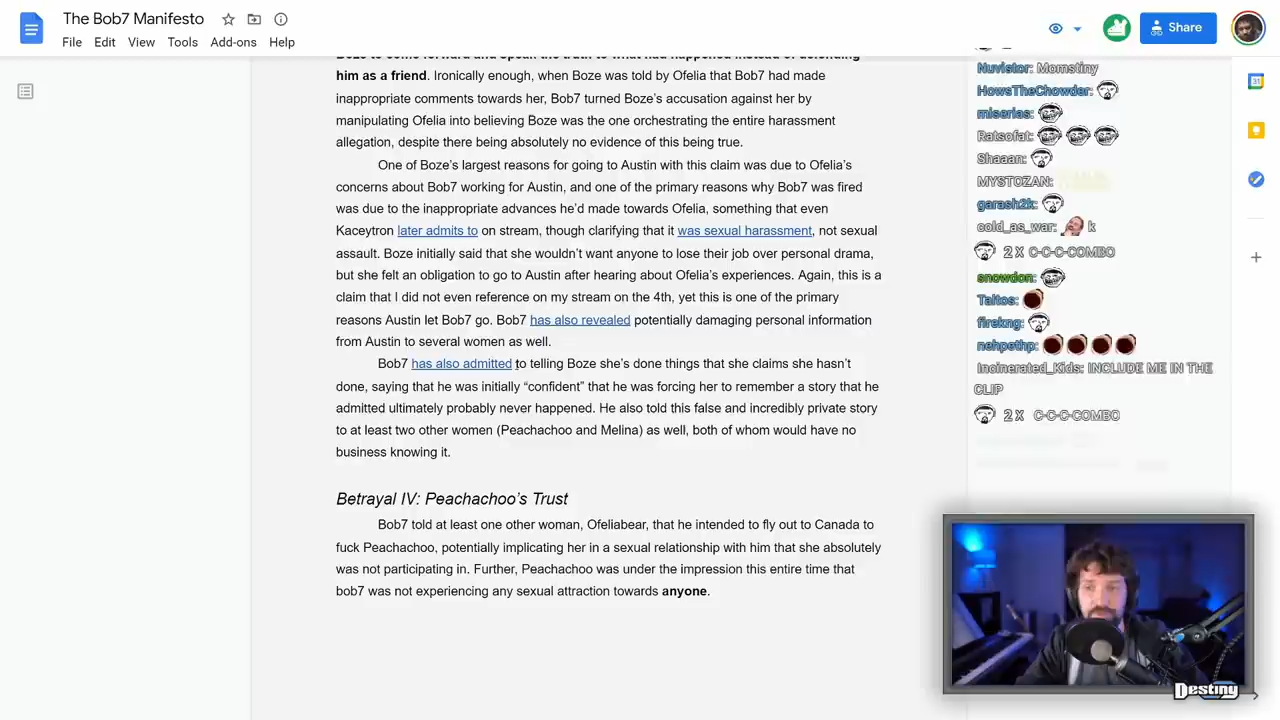 The Bob7 Manifesto
File Edit View Tools Add-ons Help
Share
him as a friend. Ironically enough, when Boze was told by Ofelia that Bob7 had made
inappropriate comments towards her, Bob7 turned Boze's accusation against her by
manipulating Ofelia into believing Boze was the one orchestrating the entire harassment
allegation, despite there being absolutely no evidence of this being true.
One of Boze's largest reasons for going to Austin with this claim was due to Ofelia's
concerns about Bob7 working for Austin, and one of the primary reasons why Bob7 was fired
was due to the inappropriate advances he'd made towards Ofelia, something that even
Kaceytron later admits to on stream, though clarifying that it was sexual harassment, not sexual
assault. Boze initially said that she wouldn't want anyone to lose their job over personal drama,
but she felt an obligation to go to Austin after hearing about Ofelia's experiences. Again, this is a
claim that I did not even reference on my stream on the 4th, yet this is one of the primary
reasons Austin let Bob7 go. Bob7 has also revealed potentially damaging personal information
from Austin to several women as well.
Bob7 has also admitted to telling Boze she's done things that she claims she hasn't
done, saying that he was initially “confident” that he was forcing her to remember a story that he
admitted ultimately probably never happened. He also told this false and incredibly private story
to at least two other women (Peachachoo and Melina) as well, both of whom would have no
business knowing it.
Betrayal IV: Peachachoo's Trust
Bob7 told at least one other woman, Ofeliabear, that he intended to fly out to Canada to
fuck Peachachoo, potentially implicating her in a sexual relationship with him that she absolutely
was not participating in. Further, Peachachoo was under the impression this entire time that
bob7 was not experiencing any sexual attraction towards anyone.
Nuvistor: Momstiny
HowsTheChowder:
miserias:
Ratsofat:
Shaaan:
MYSTOZAN:
garash2k:
cold_as_war: k
2 X C-C-C-COMBO
snowdon:
Taltos:
firekng:
nehpethp:
Incinerated_Kids: INCLUDE ME IN THE
CLIP
2 X C-C-C-COMBO
31
Destiny